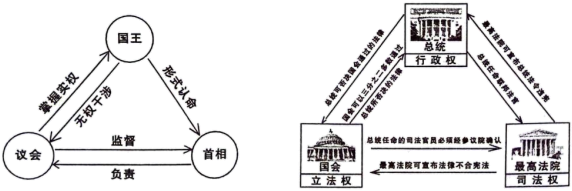 国王
掌握实权
无权干涉
形式认命
议会
监督
负责
首相
总统
行政权
总统可否决国会通过的法律
国会可以三分之二多数通过
总统所否决的法律
最高法院可宣布总统法令违宪
总统任命联邦法官
国会
立法权
总统任命的司法官员必须经参议院确认
最高法院可宣布法律不合宪法
最高法院
司法权